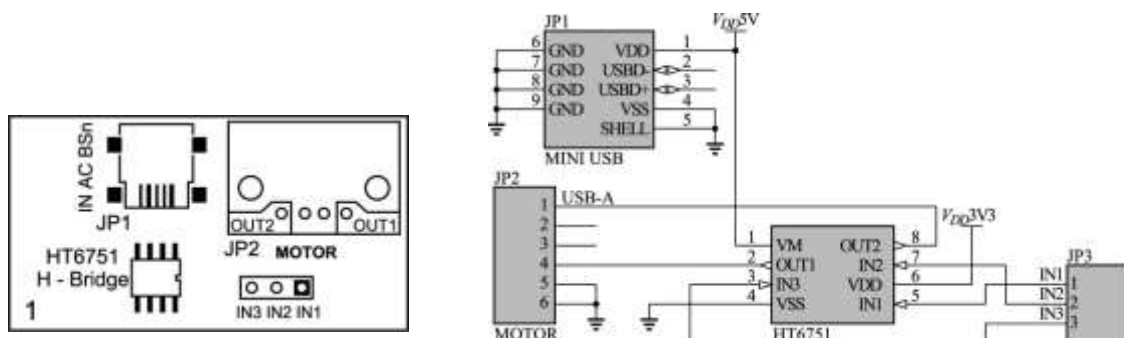 IN AC BSn
JP1
OUT2
OUT1
JP2 MOTOR
HT6751
H - Bridge
IN3 IN2 IN1
1
JP1
V_DD5V
6 GND VDD 1
7 GND USBD- 2
8 GND USBD+ 3
9 GND VSS 4
SHELL 5
MINI USB
JP2
USB-A
1
2
3
4
5
6
MOTOR
V_DD3V3
1 VM OUT2 8
2 OUT1 IN2 7
3 IN3 VDD 6
4 VSS IN1 5
HT6751
JP3
IN1 1
IN2 2
IN3 3